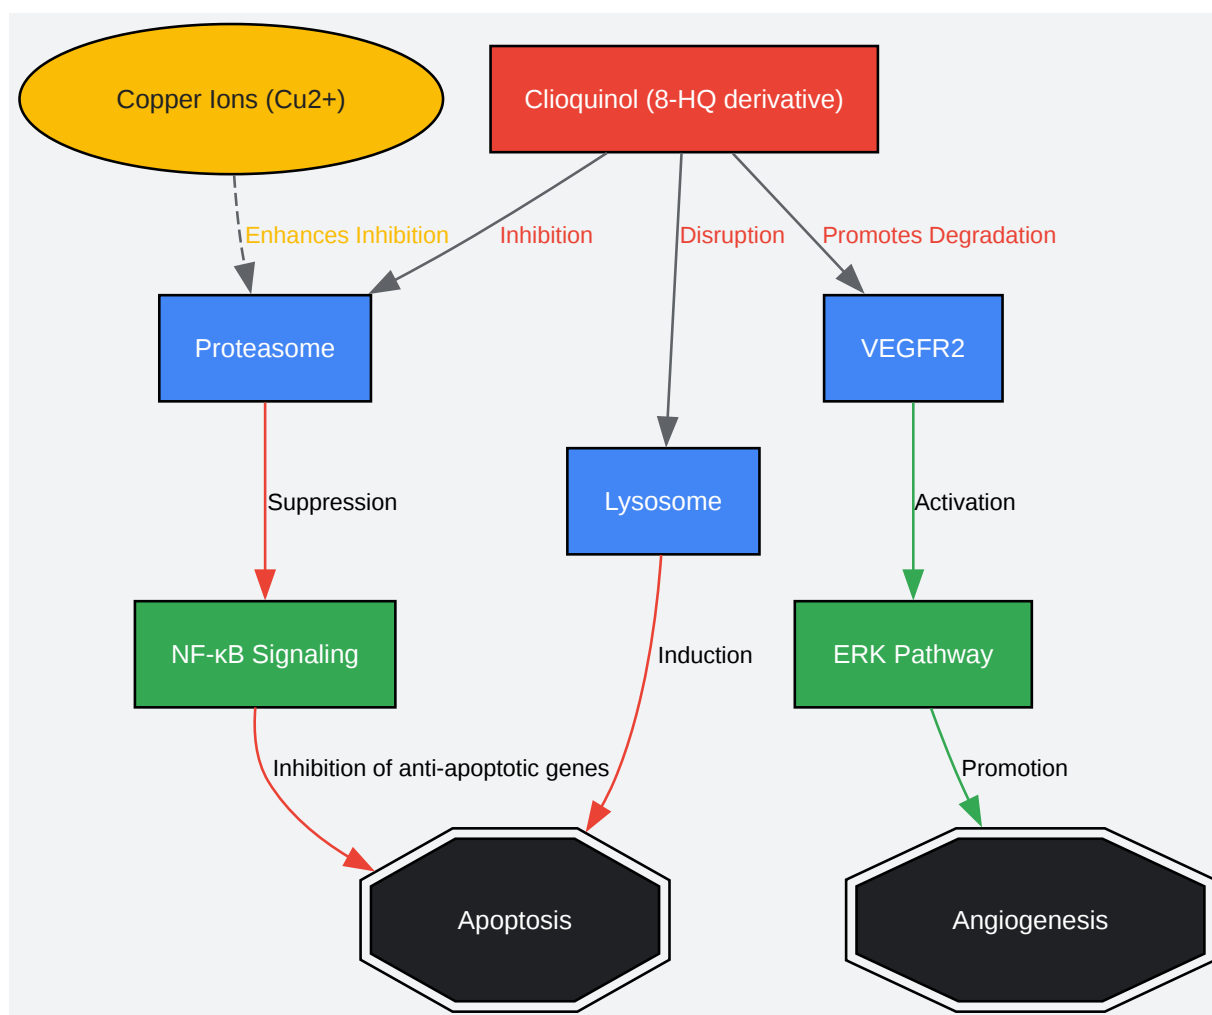 Copper Ions (Cu2+)
Clioquinol (8-HQ derivative)
Enhances Inhibition
Inhibition
Disruption
Promotes Degradation
Proteasome
VEGFR2
Suppression
Lysosome
Activation
NF-κB Signaling
Induction
ERK Pathway
Inhibition of anti-apoptotic genes
Promotion
Apoptosis
Angiogenesis